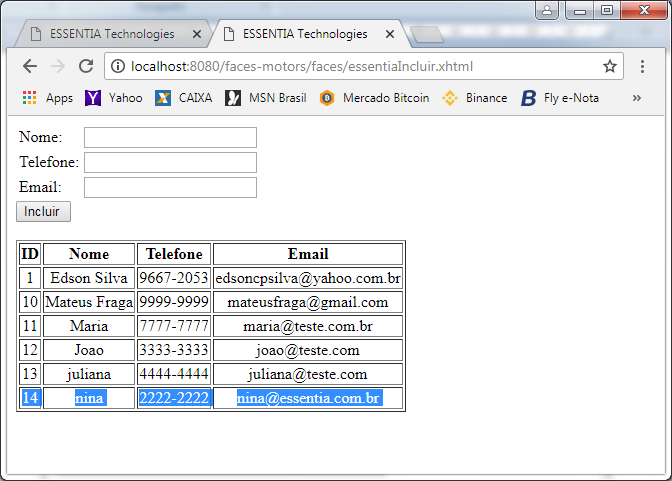 ESSENTIA Technologies ESSENTIA Technologies
localhost:8080/faces-motors/faces/essentiaIncluir.xhtml
Apps Yahoo CAIXA MSN Brasil Mercado Bitcoin Binance Fly e-Nota »
Nome:
Telefone:
Email:
Incluir
ID Nome Telefone Email
1 Edson Silva 9667-2053 edsoncpsilva@yahoo.com.br
10 Mateus Fraga 9999-9999 mateusfraga@gmail.com
11 Maria 7777-7777 maria@teste.com.br
12 Joao 3333-3333 joao@teste.com
13 juliana 4444-4444 juliana@teste.com
14 nina 2222-2222 nina@essentia.com.br